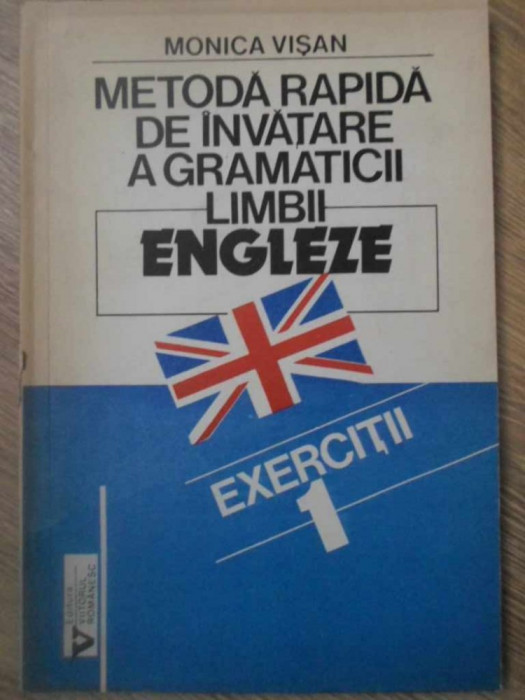 MONICA VIȘAN
METODĂ RAPIDĂ
DE ÎNVĂȚARE
A GRAMATICII
LIMBII
ENGLEZE
EXERCIȚII
1
Editura
VIITORUL
ROMÂNESC
V